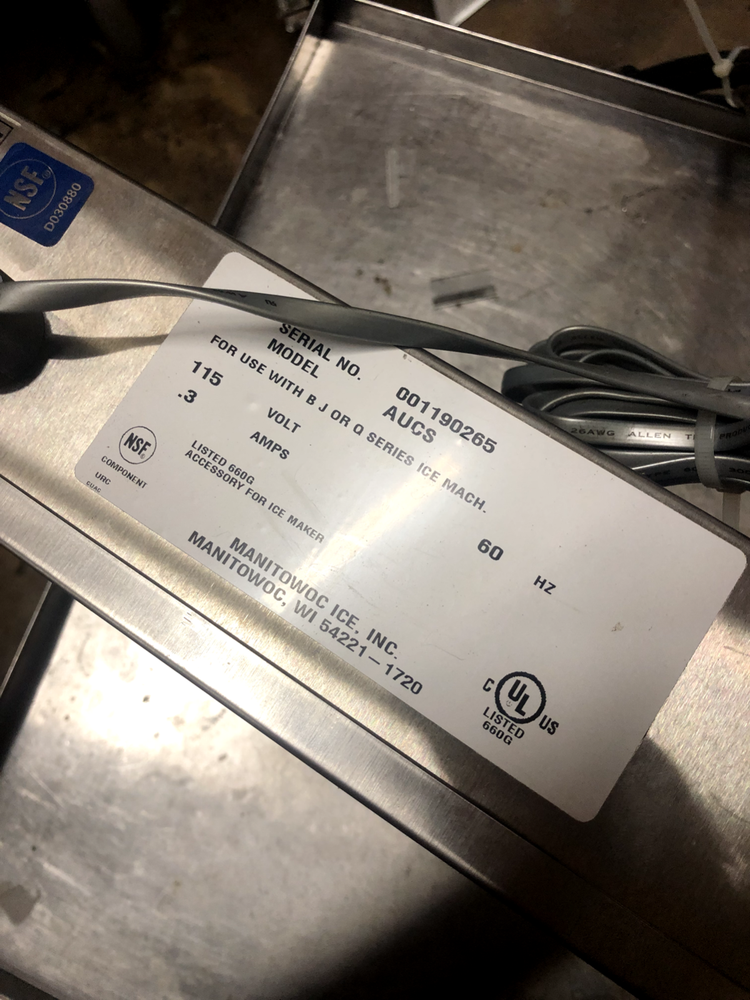 NSF®
D030880
SERIAL NO. 001190265
MODEL AUCS
FOR USE WITH B J OR Q SERIES ICE MACH.
115 VOLT 60 HZ
.3 AMPS
NSF®
COMPONENT
URC
GUAC
LISTED 660G
ACCESSORY FOR ICE MAKER
MANITOWOC ICE, INC.
MANITOWOC, WI 54221-1720
C UL US
LISTED
660G
26AWG ALLEN